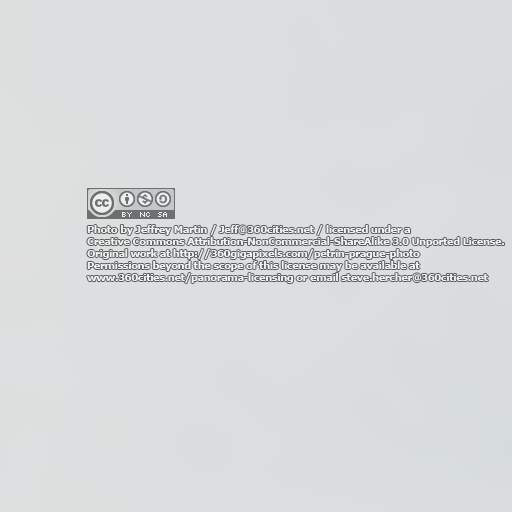 cc BY NC SA
Photo by Jeffrey Martin / Jeff@360cities.net / licensed under a
Creative Commons Attribution-NonCommercial-ShareAlike 3.0 Unported License.
Original work at http://360gigapixels.com/petrin-prague-photo
Permissions beyond the scope of this license may be available at
www.360cities.net/panorama-licensing or email steve.hercher@360cities.net